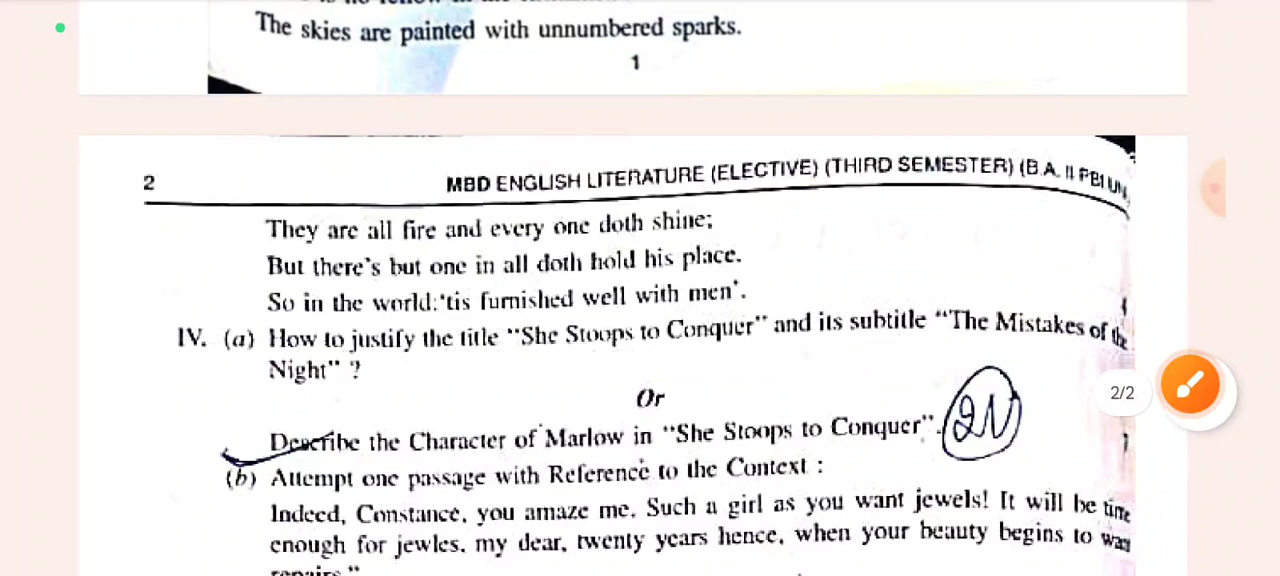 The skies are painted with unnumbered sparks.
1
2 MBD ENGLISH LITERATURE (ELECTIVE) (THIRD SEMESTER) (B.A. II PBI UN
They are all fire and every one doth shine;
But there's but one in all doth hold his place.
So in the world:'tis furnished well with men'.
IV. (a) How to justify the title "She Stoops to Conquer" and its subtitle "The Mistakes of the
Night" ?
Or
2/2
Describe the Character of Marlow in "She Stoops to Conquer".
(b) Attempt one passage with Reference to the Context :
Indeed, Constance, you amaze me. Such a girl as you want jewels! It will be time
enough for jewles, my dear, twenty years hence, when your beauty begins to want
repairs."